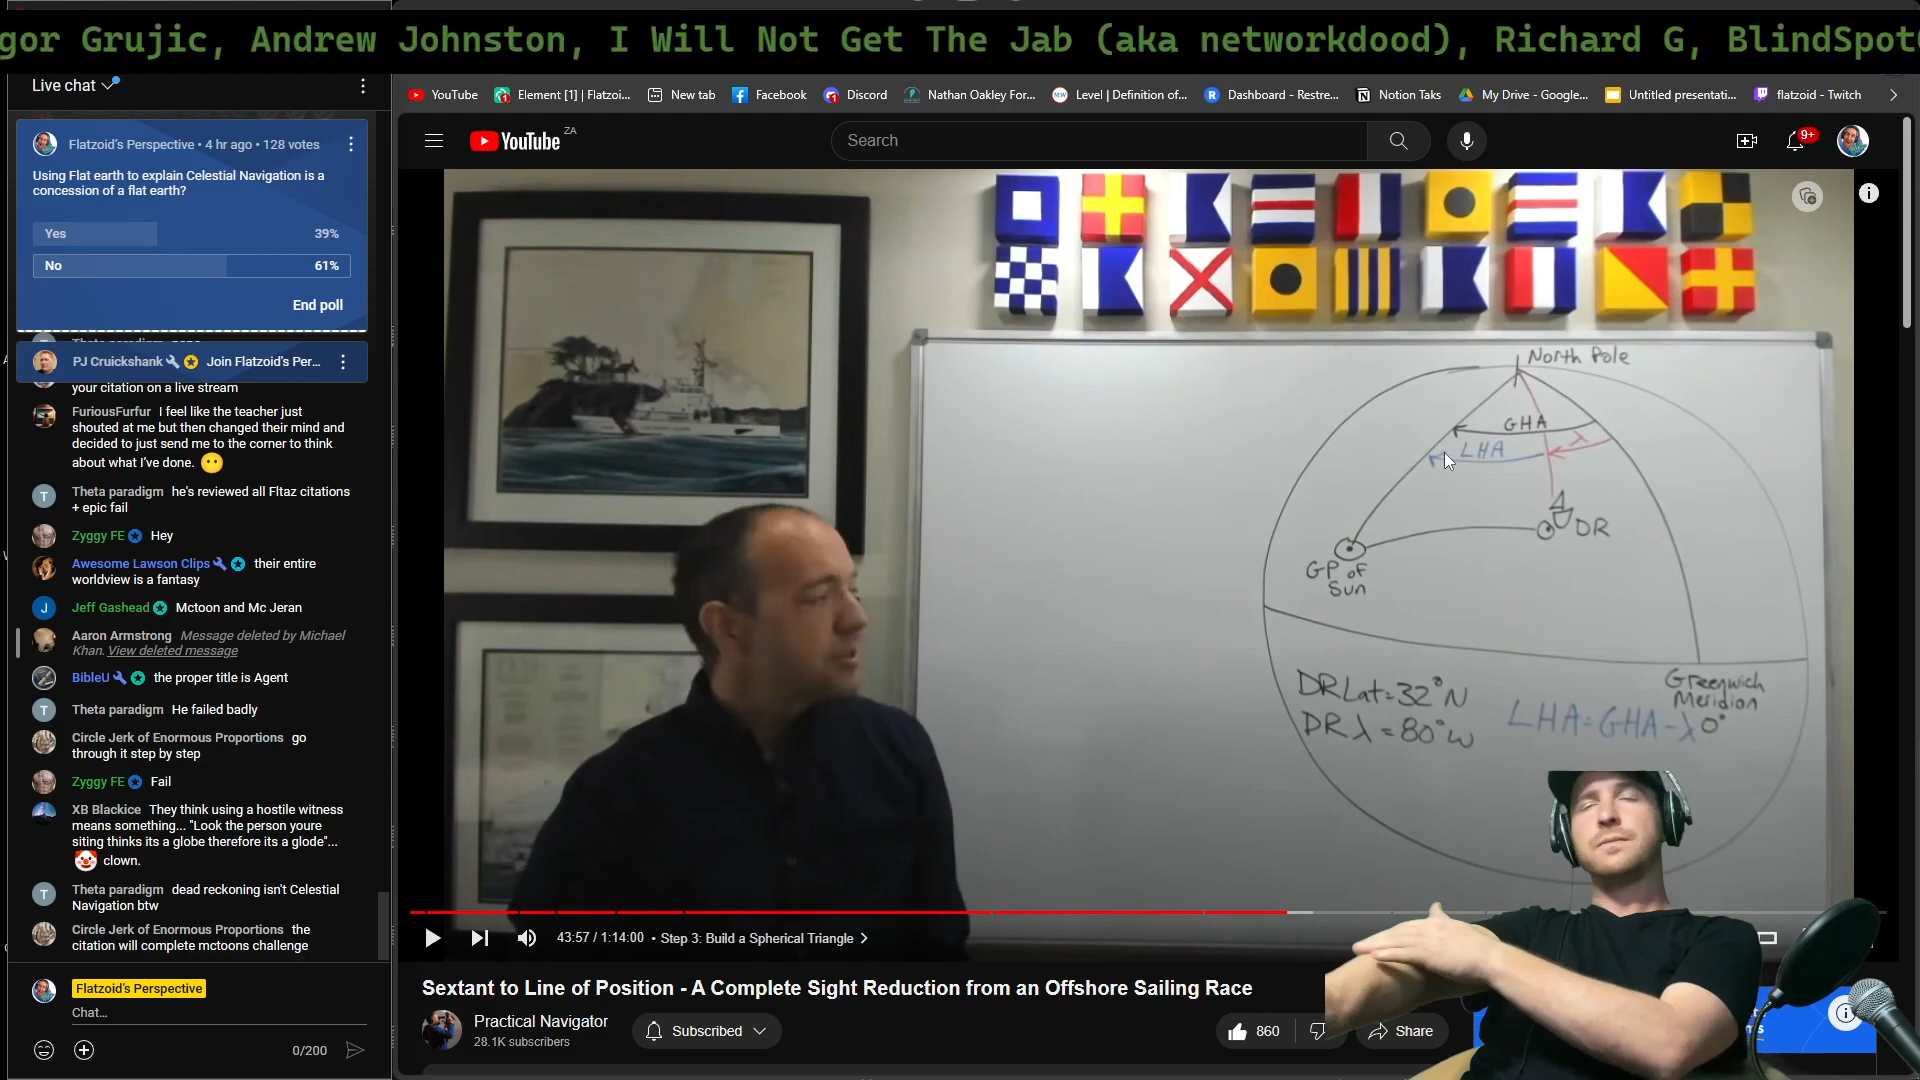 gor Grujic, Andrew Johnston, I Will Not Get The Jab (aka networkdood), Richard G, BlindSpot
Live chat
Flatzoid's Perspective • 4 hr ago • 128 votes
Using Flat earth to explain Celestial Navigation is a
concession of a flat earth?
Yes 39%
No 61%
End poll
PJ Cruickshank Join Flatzoid's Per...
your citation on a live stream
FuriousFurfur I feel like the teacher just
shouted at me but then changed their mind and
decided to just send me to the corner to think
about what I've done.
Theta paradigm he's reviewed all Fltaz citations
+ epic fail
Zyggy FE Hey
Awesome Lawson Clips their entire
worldview is a fantasy
Jeff Gashead Mctoon and Mc Jeran
Aaron Armstrong Message deleted by Michael
Khan. View deleted message
BibleU the proper title is Agent
Theta paradigm He failed badly
Circle Jerk of Enormous Proportions go
through it step by step
Zyggy FE Fail
XB Blackice They think using a hostile witness
means something... "Look the person youre
siting thinks its a globe therefore its a glode"...
clown.
Theta paradigm dead reckoning isn't Celestial
Navigation btw
Circle Jerk of Enormous Proportions the
citation will complete mctoons challenge
Flatzoid's Perspective
Chat...
0/200
YouTube Element [1] | Flatzoi... New tab Facebook Discord Nathan Oakley For... Level | Definition of... Dashboard - Restre... Notion Taks My Drive - Google... Untitled presentati... flatzoid - Twitch
YouTube ZA
Search
9+
North Pole
GHA
LHA λ
DR
GP of
Sun
Greenwich
Meridian
0°
DR Lat = 32° N
DR λ = 80° W
LHA = GHA - λ
43:57 / 1:14:00 • Step 3: Build a Spherical Triangle
Sextant to Line of Position - A Complete Sight Reduction from an Offshore Sailing Race
Practical Navigator
28.1K subscribers
Subscribed
860
Share